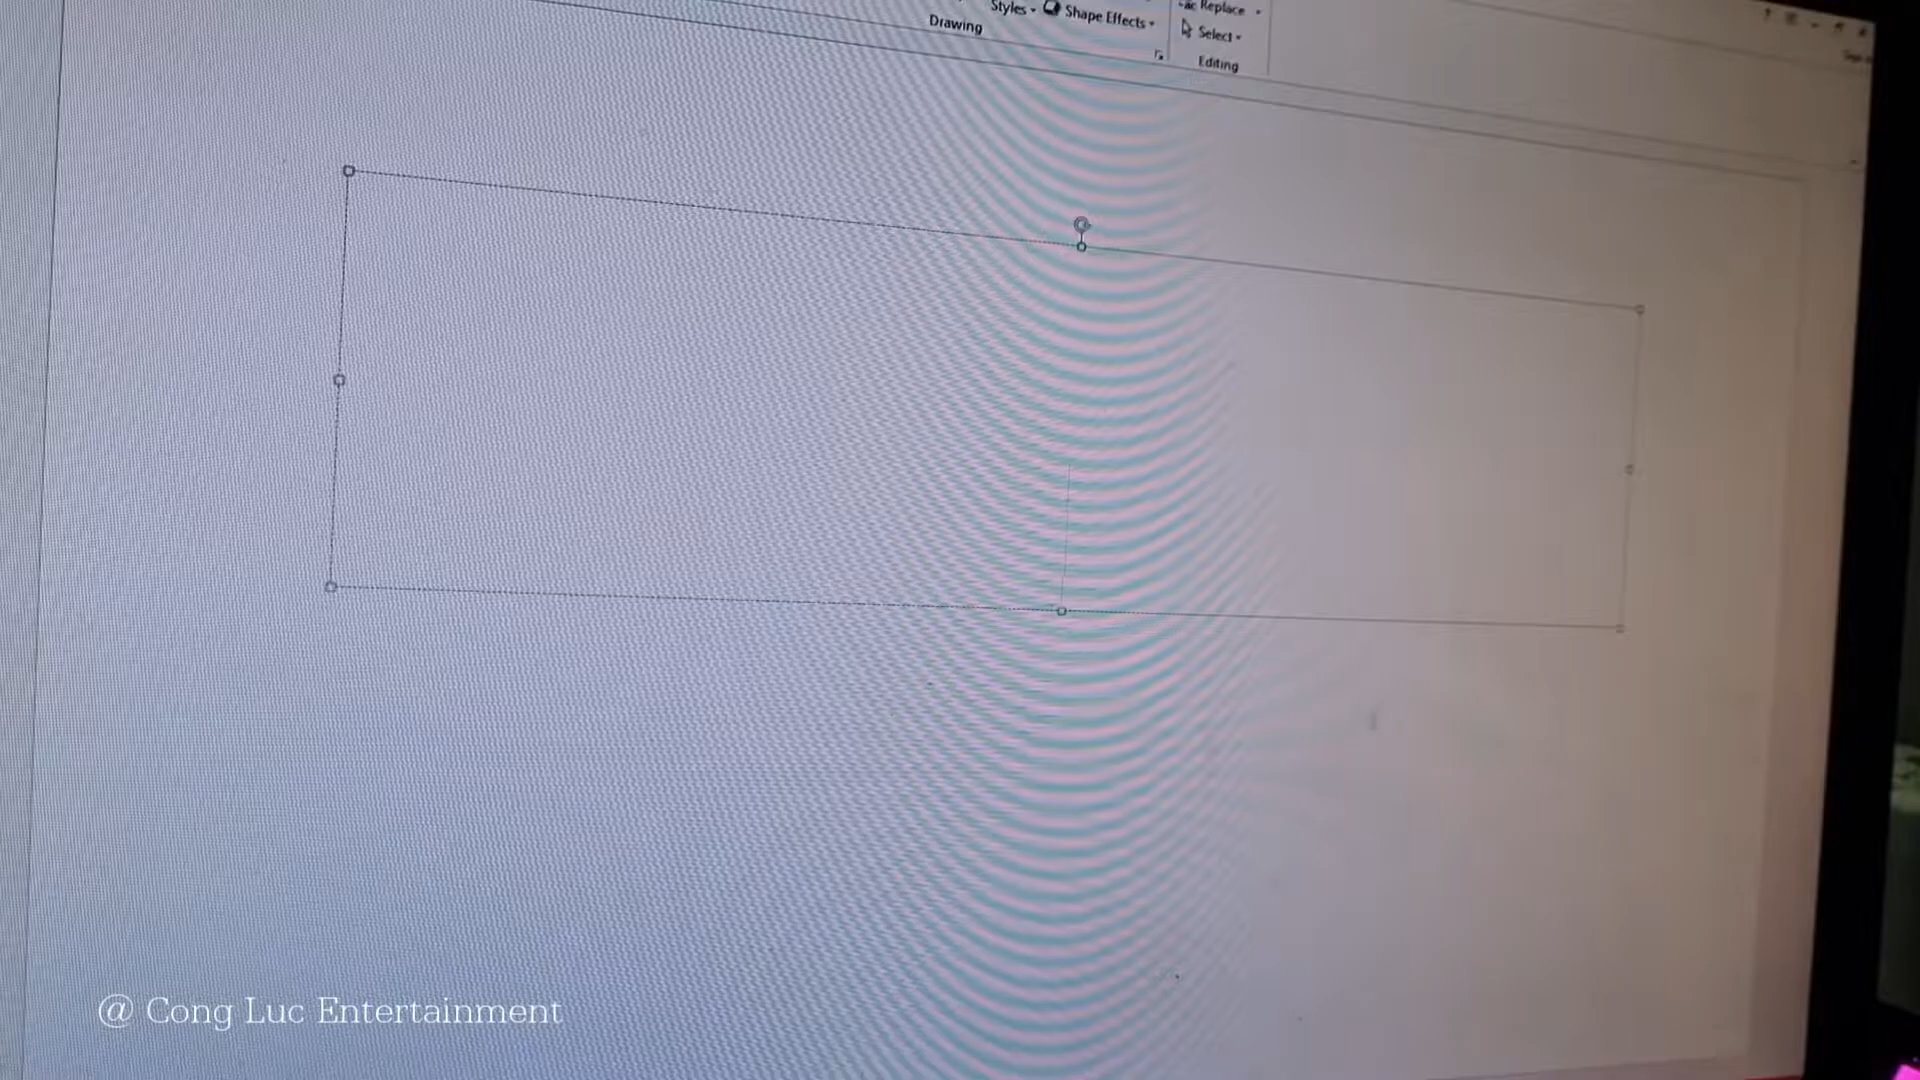 Styles
Shape Effects
Replace
Select
Drawing
Editing
@ Cong Luc Entertainment